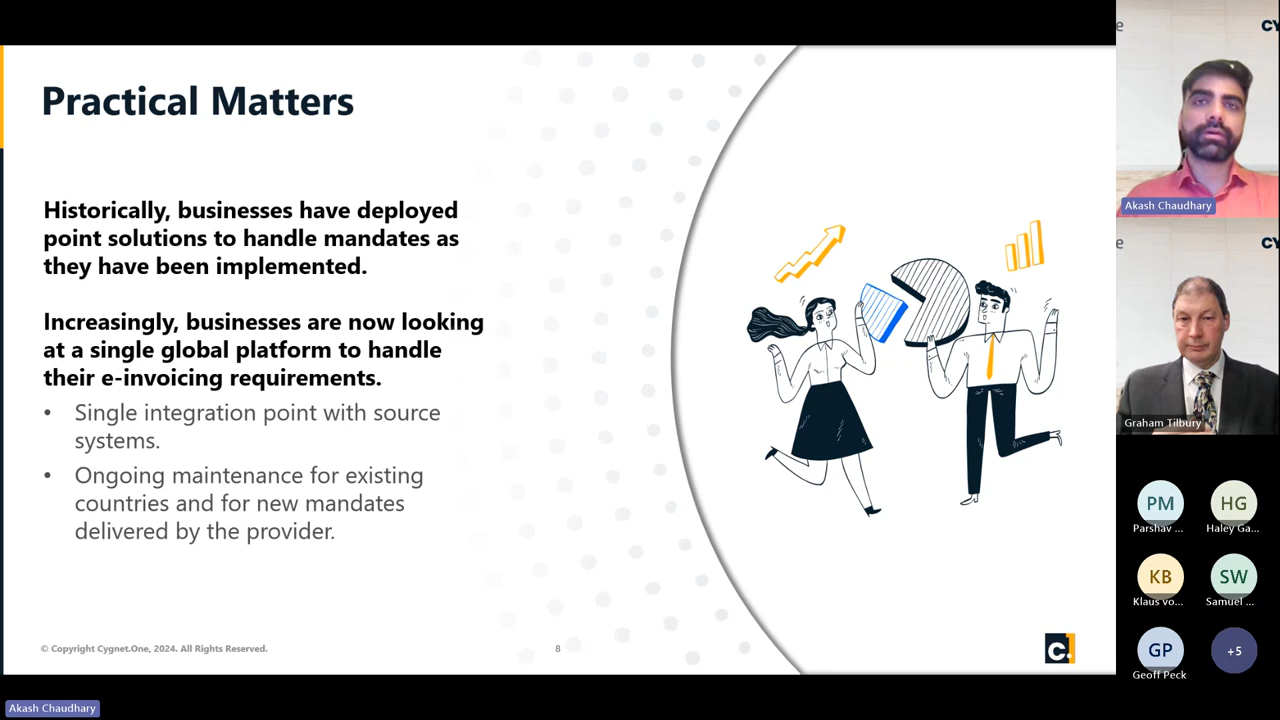 Practical Matters
Historically, businesses have deployed
point solutions to handle mandates as
they have been implemented.
Increasingly, businesses are now looking
at a single global platform to handle
their e-invoicing requirements.
• Single integration point with source
systems.
• Ongoing maintenance for existing
countries and for new mandates
delivered by the provider.
© Copyright Cygnet.One, 2024. All Rights Reserved.
8
c.
e
CY
Akash Chaudhary
e
CY
Graham Tilbury
PM
HG
Parshav ...
Haley Ga...
KB
SW
Klaus vo...
Samuel ...
GP
+5
Geoff Peck
Akash Chaudhary